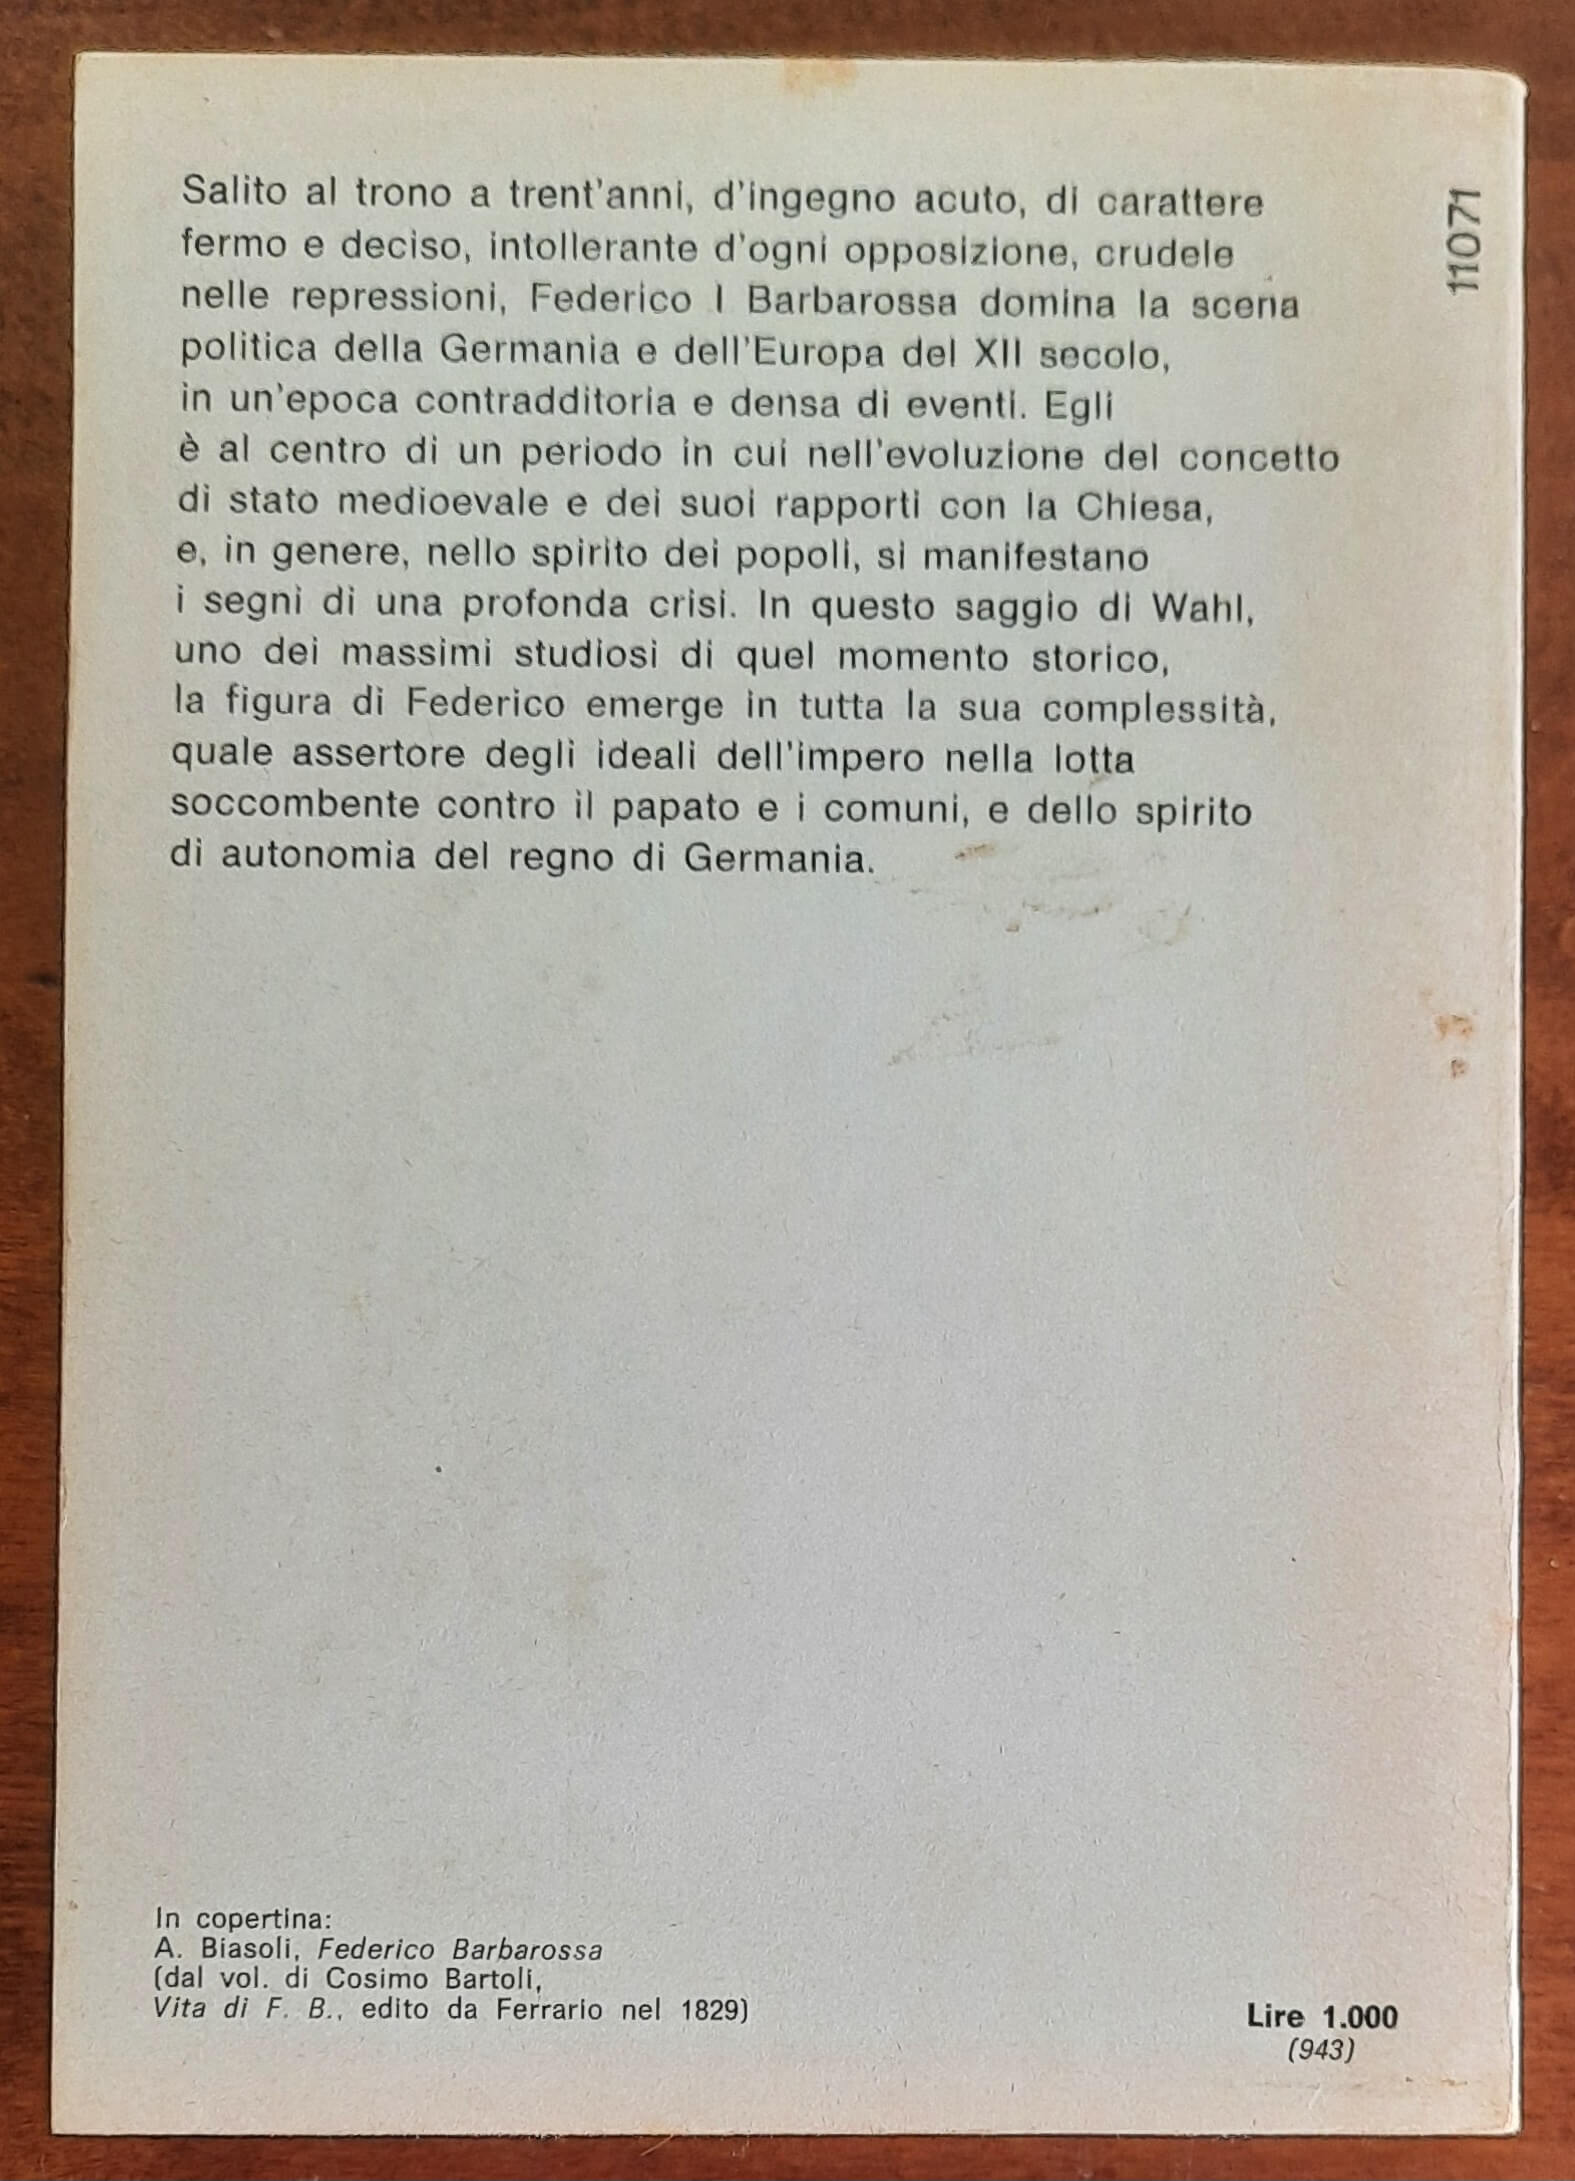 Salito al trono a trent'anni, d'ingegno acuto, di carattere
fermo e deciso, intollerante d'ogni opposizione, crudele
nelle repressioni, Federico I Barbarossa domina la scena
politica della Germania e dell'Europa del XII secolo,
in un'epoca contradditoria e densa di eventi. Egli
è al centro di un periodo in cui nell'evoluzione del concetto
di stato medioevale e dei suoi rapporti con la Chiesa,
e, in genere, nello spirito dei popoli, si manifestano
i segni di una profonda crisi. In questo saggio di Wahl,
uno dei massimi studiosi di quel momento storico,
la figura di Federico emerge in tutta la sua complessità,
quale assertore degli ideali dell'impero nella lotta
soccombente contro il papato e i comuni, e dello spirito
di autonomia del regno di Germania.
11071
In copertina:
A. Biasoli, Federico Barbarossa
(dal vol. di Cosimo Bartoli,
Vita di F. B., edito da Ferrario nel 1829)
Lire 1.000
(943)